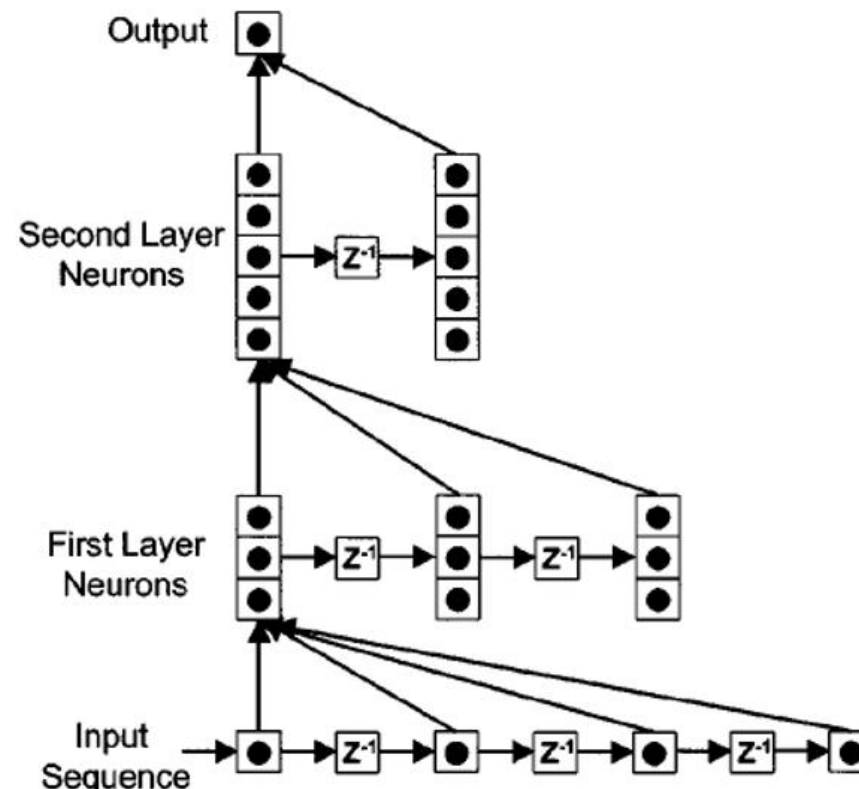 Output
Second Layer
Neurons
Z⁻¹
First Layer
Neurons
Z⁻¹ Z⁻¹
Input
Sequence
Z⁻¹ Z⁻¹ Z⁻¹